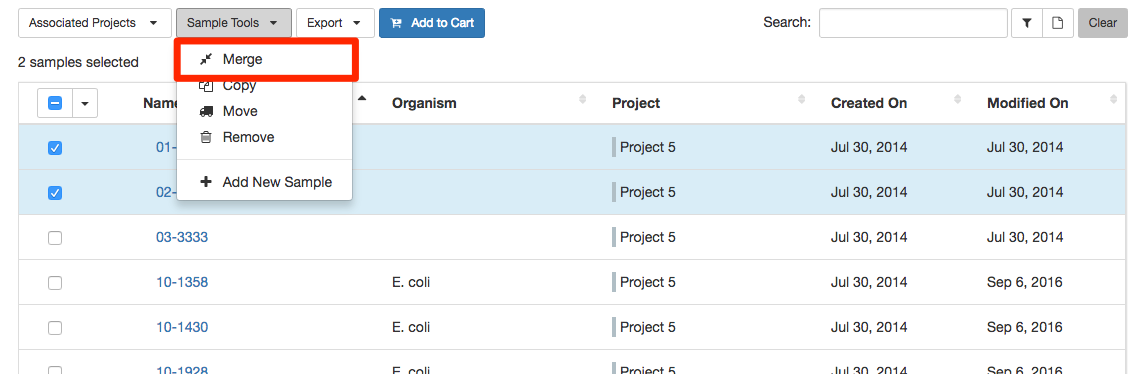 Associated Projects Sample Tools Export Add to Cart Search: Clear
2 samples selected
Merge
Copy
Move
Remove
Add New Sample
Name Organism Project Created On Modified On
01- Project 5 Jul 30, 2014 Jul 30, 2014
02- Project 5 Jul 30, 2014 Jul 30, 2014
03-3333 Project 5 Jul 30, 2014 Jul 30, 2014
10-1358 E. coli Project 5 Jul 30, 2014 Sep 6, 2016
10-1430 E. coli Project 5 Jul 30, 2014 Sep 6, 2016
10-1928 E. coli Project 5 Jul 30, 2014 Sep 6, 2016